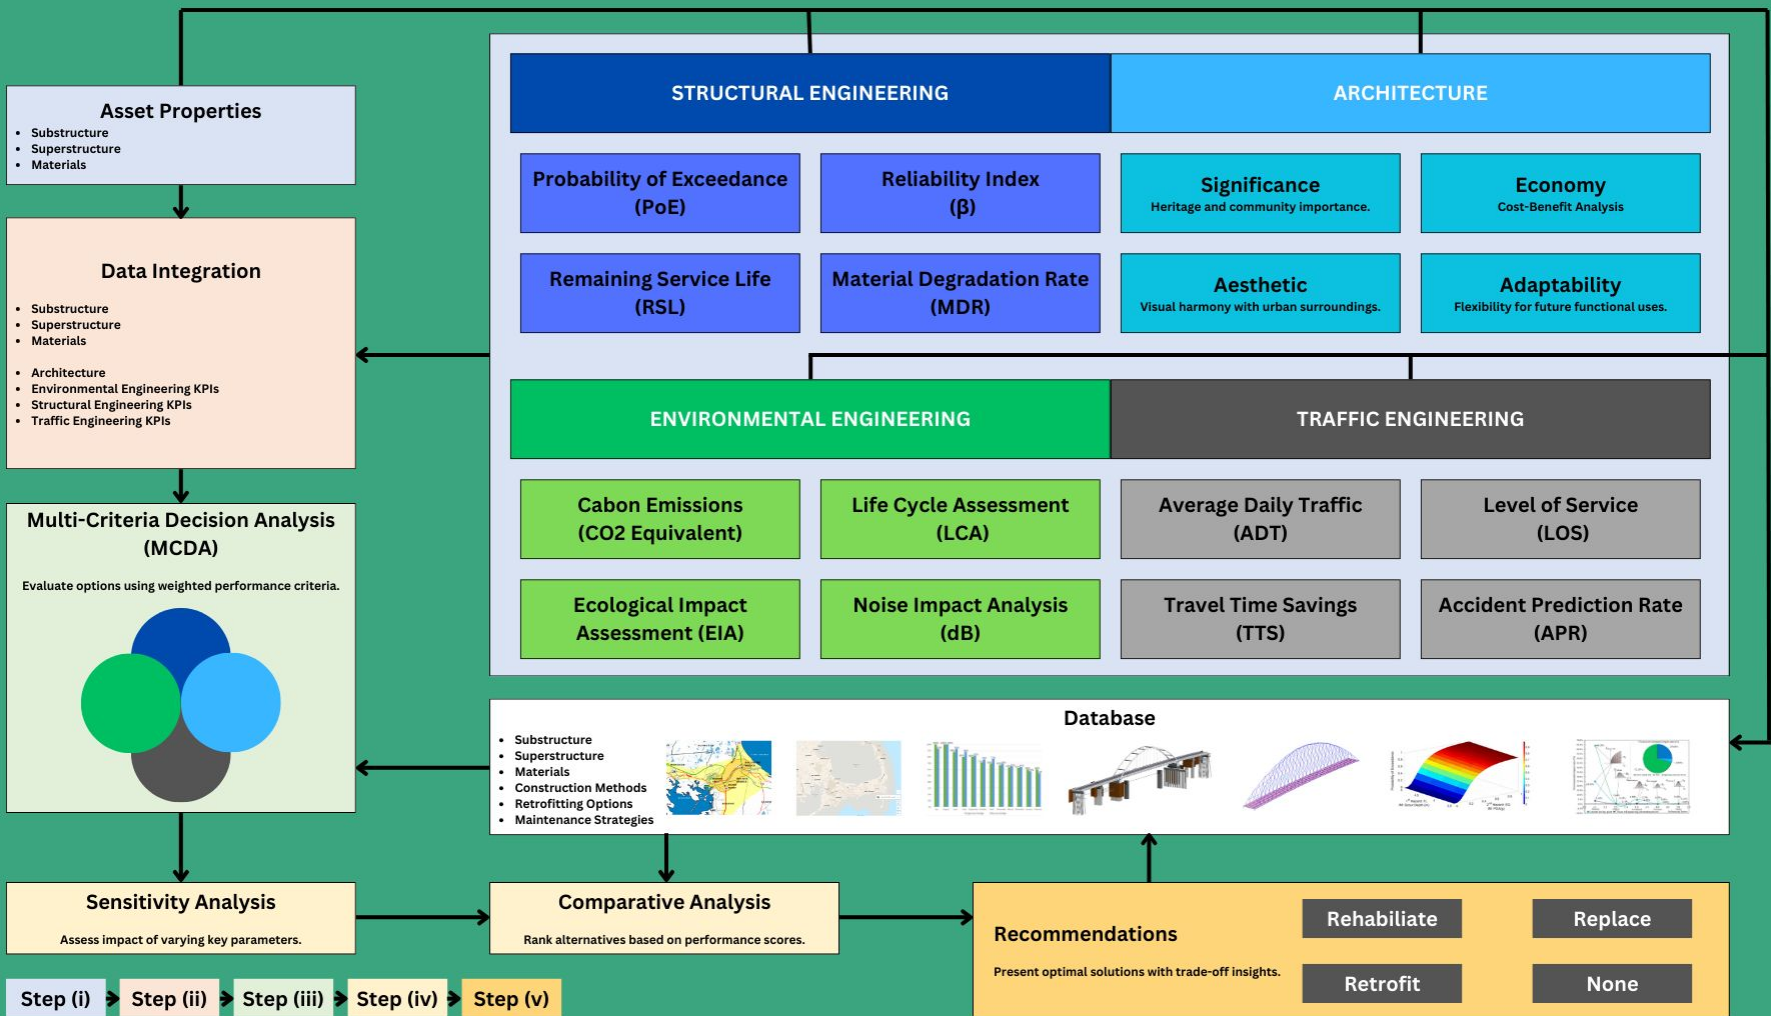 Asset Properties
• Substructure
• Superstructure
• Materials
Data Integration
• Substructure
• Superstructure
• Materials
• Architecture
• Environmental Engineering KPIs
• Structural Engineering KPIs
• Traffic Engineering KPIs
Multi-Criteria Decision Analysis
(MCDA)
Evaluate options using weighted performance criteria.
STRUCTURAL ENGINEERING
Probability of Exceedance
(PoE)
Reliability Index
(β)
Remaining Service Life
(RSL)
Material Degradation Rate
(MDR)
ARCHITECTURE
Significance
Heritage and community importance.
Economy
Cost-Benefit Analysis
Aesthetic
Visual harmony with urban surroundings.
Adaptability
Flexibility for future functional uses.
ENVIRONMENTAL ENGINEERING
Cabon Emissions
(CO2 Equivalent)
Life Cycle Assessment
(LCA)
Ecological Impact
Assessment (EIA)
Noise Impact Analysis
(dB)
TRAFFIC ENGINEERING
Average Daily Traffic
(ADT)
Level of Service
(LOS)
Travel Time Savings
(TTS)
Accident Prediction Rate
(APR)
Database
• Substructure
• Superstructure
• Materials
• Construction Methods
• Retrofitting Options
• Maintenance Strategies
Sensitivity Analysis
Assess impact of varying key parameters.
Comparative Analysis
Rank alternatives based on performance scores.
Recommendations
Present optimal solutions with trade-off insights.
Rehabiliate
Replace
Retrofit
None
Step (i)
Step (ii)
Step (iii)
Step (iv)
Step (v)